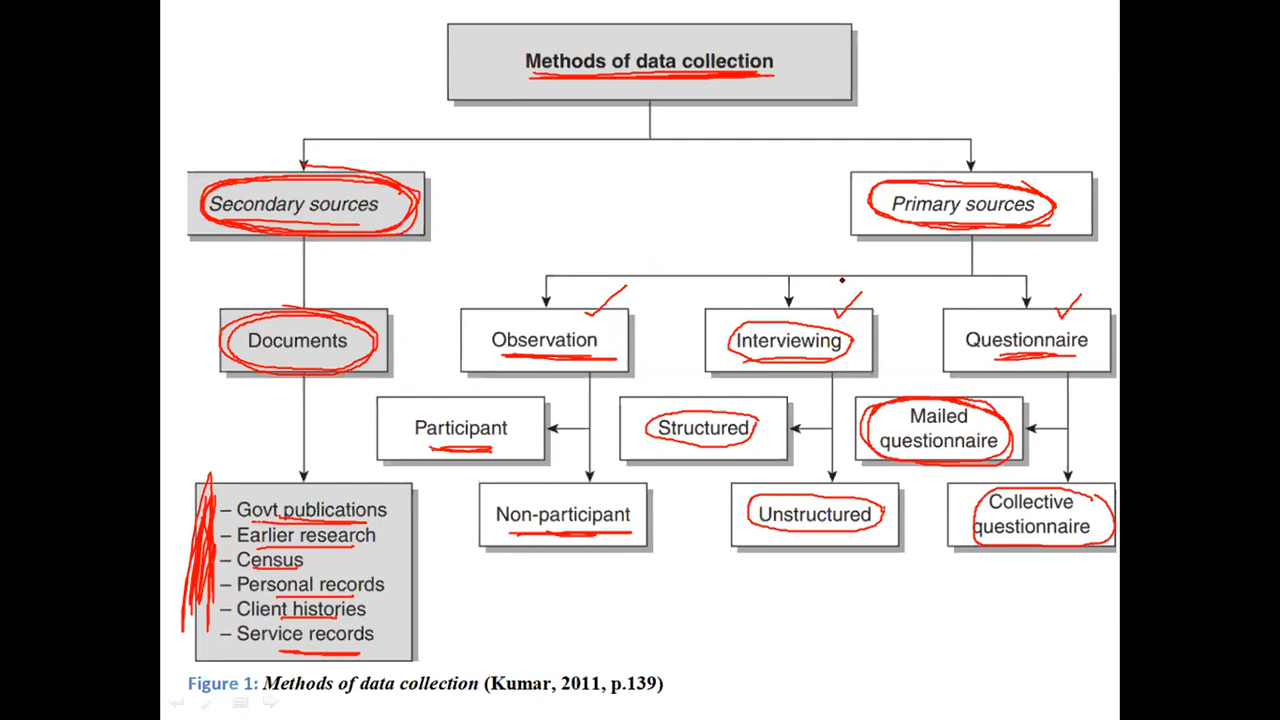 Methods of data collection
Secondary sources
Primary sources
Documents
Observation
Interviewing
Questionnaire
Participant
Structured
Mailed
questionnaire
Non-participant
Unstructured
Collective
questionnaire
– Govt publications
– Earlier research
– Census
– Personal records
– Client histories
– Service records
Figure 1: Methods of data collection (Kumar, 2011, p.139)